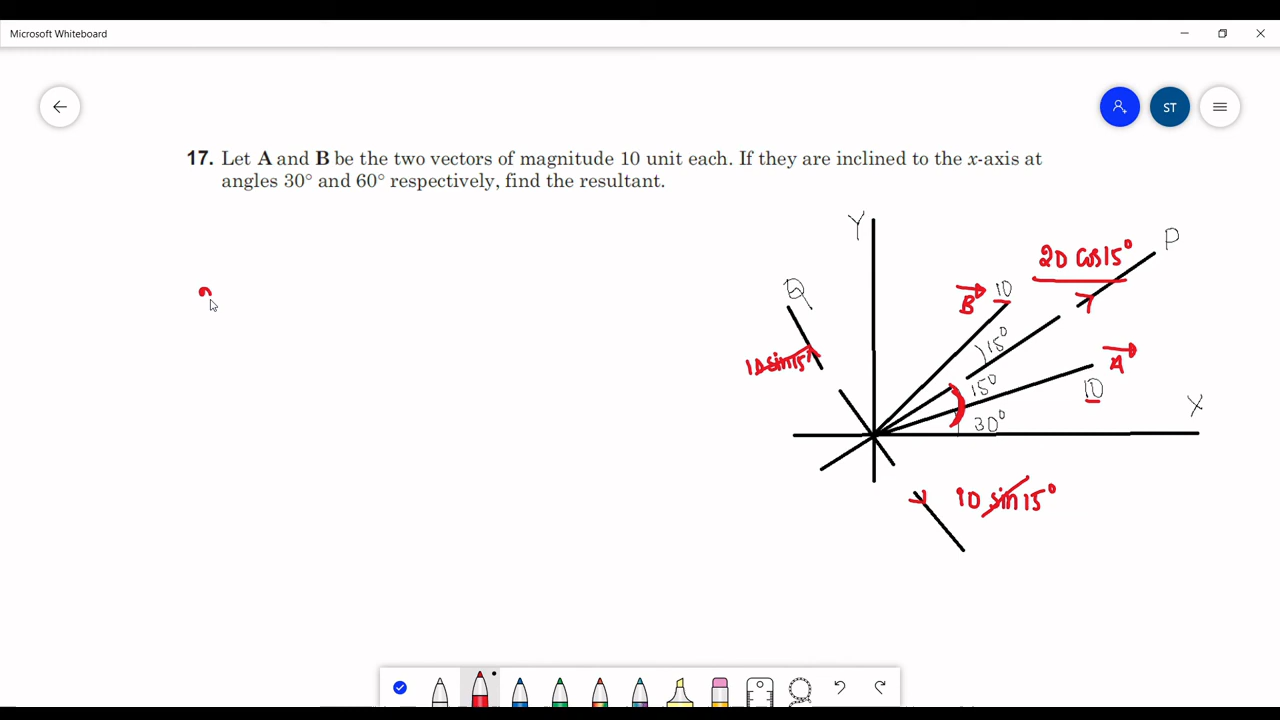 Microsoft Whiteboard
ST
17. Let A and B be the two vectors of magnitude 10 unit each. If they are inclined to the x-axis at
angles 30° and 60° respectively, find the resultant.
Y
P
20 cos15°
Q
B
10
15°
10 sin15°
A
15°
10
X
30°
10 sin15°